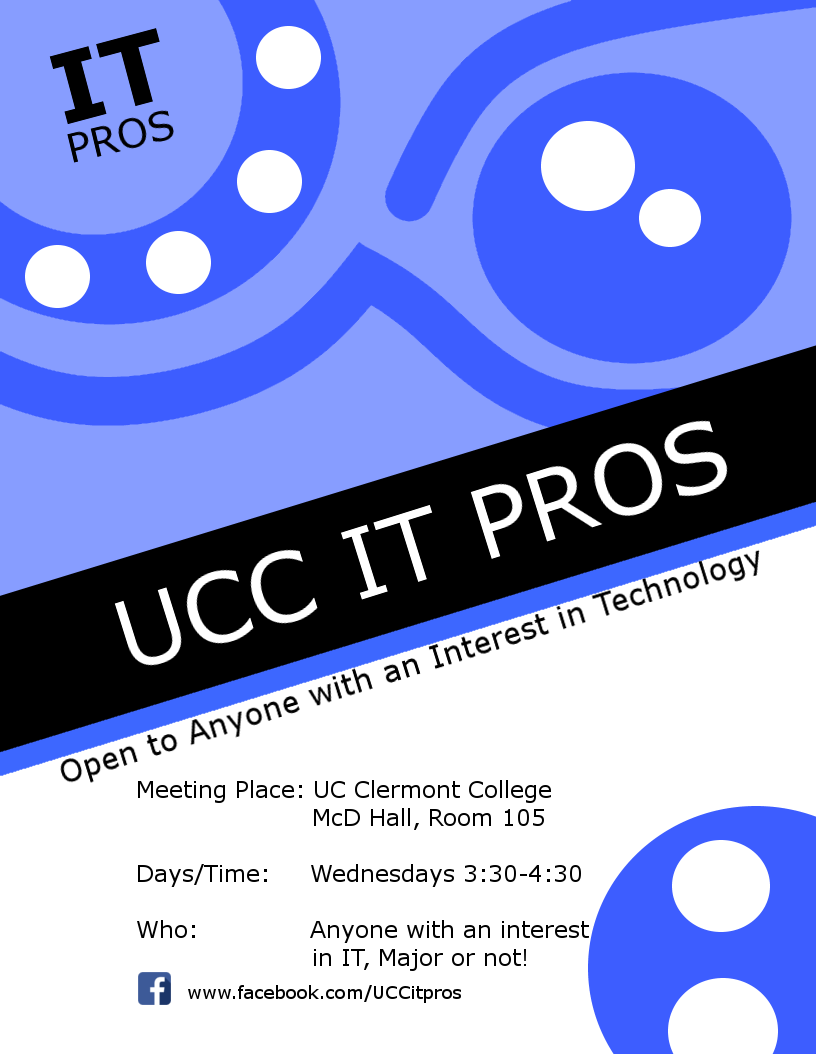 IT
PROS
UCC IT PROS
Open to Anyone with an Interest in Technology
Meeting Place: UC Clermont College
McD Hall, Room 105
Days/Time: Wednesdays 3:30-4:30
Who: Anyone with an interest
in IT, Major or not!
f www.facebook.com/UCCitpros